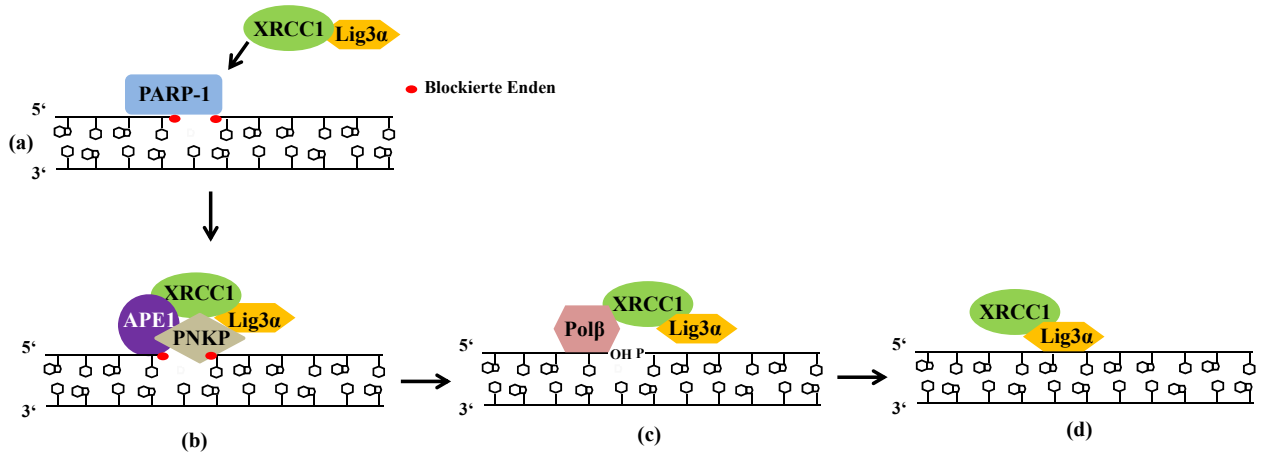 XRCC1
Lig3α
PARP-1
Blockierte Enden
5‘
(a)
3‘
XRCC1
APE1
Lig3α
PNKP
5‘
3‘
(b)
XRCC1
Polβ
Lig3α
5‘
OH P
3‘
(c)
XRCC1
Lig3α
5‘
3‘
(d)